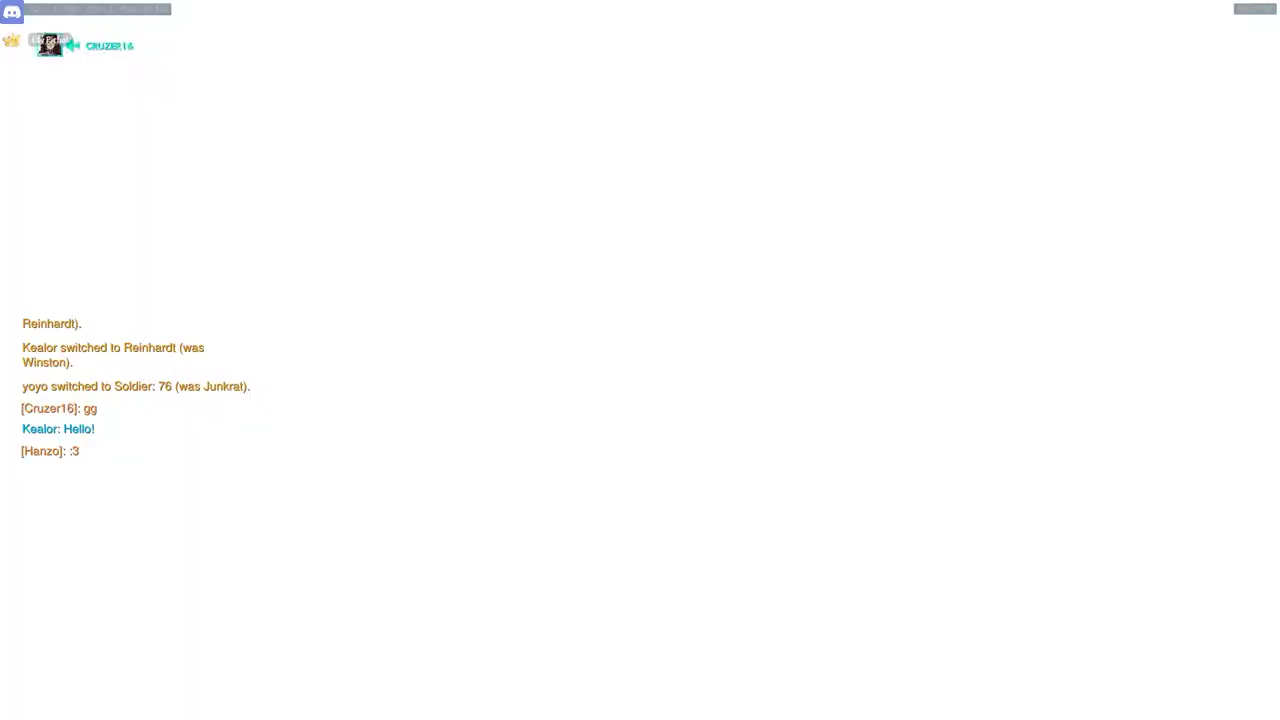 CRUZER16
Reinhardt).
Kealor switched to Reinhardt (was
Winston).
yoyo switched to Soldier: 76 (was Junkrat).
[Cruzer16]: gg
Kealor: Hello!
[Hanzo]: :3